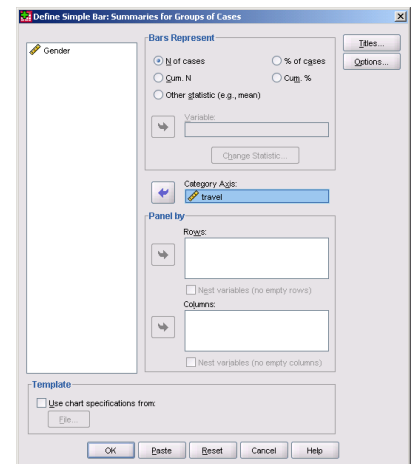 Define Simple Bar: Summaries for Groups of Cases
Gender
Bars Represent
N of cases
% of cases
Cum. N
Cum. %
Other statistic (e.g., mean)
Variable:
Change Statistic...
Category Axis:
travel
Panel by
Rows:
Nest variables (no empty rows)
Columns:
Nest variables (no empty columns)
Titles...
Options...
Template
Use chart specifications from:
File...
OK
Paste
Reset
Cancel
Help